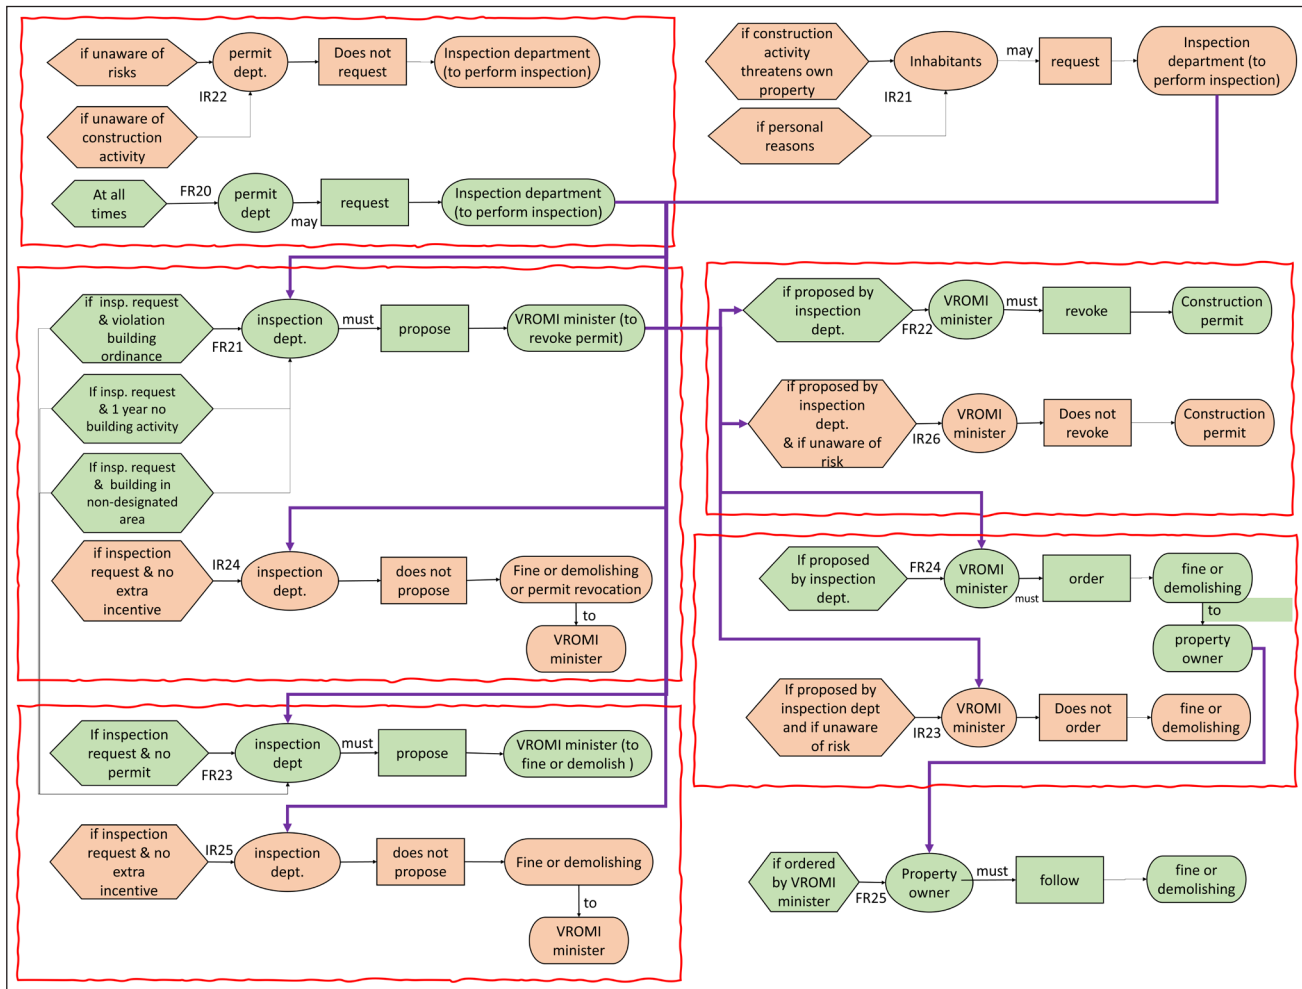 if unaware of
risks
permit
dept.
Does not
request
Inspection department
(to perform inspection)
IR22
if unaware of
construction
activity
At all
times
FR20
permit
dept
may
request
Inspection department
(to perform inspection)
if construction
activity
threatens own
property
Inhabitants
IR21
may
request
Inspection
department (to
perform inspection)
if personal
reasons
if insp. request
& violation
building
ordinance
FR21
inspection
dept.
must
propose
VROMI minister (to
revoke permit)
If insp. request
& 1 year no
building activity
If insp. request
& building in
non-designated
area
if inspection
request & no
extra
incentive
IR24
inspection
dept.
does not
propose
Fine or demolishing
or permit revocation
to
VROMI
minister
if proposed by
inspection
dept.
FR22
VROMI
minister
must
revoke
Construction
permit
if proposed by
inspection
dept.
& if unaware of
risk
IR26
VROMI
minister
Does not
revoke
Construction
permit
If proposed
by inspection
dept.
FR24
VROMI
minister
must
order
fine or
demolishing
to
property
owner
If proposed by
inspection dept
and if unaware
of risk
IR23
VROMI
minister
Does not
order
fine or
demolishing
If inspection
request & no
permit
FR23
inspection
dept
must
propose
VROMI minister (to
fine or demolish )
if inspection
request & no
extra
incentive
IR25
inspection
dept.
does not
propose
Fine or demolishing
to
VROMI
minister
if ordered
by VROMI
minister
FR25
Property
owner
must
follow
fine or
demolishing